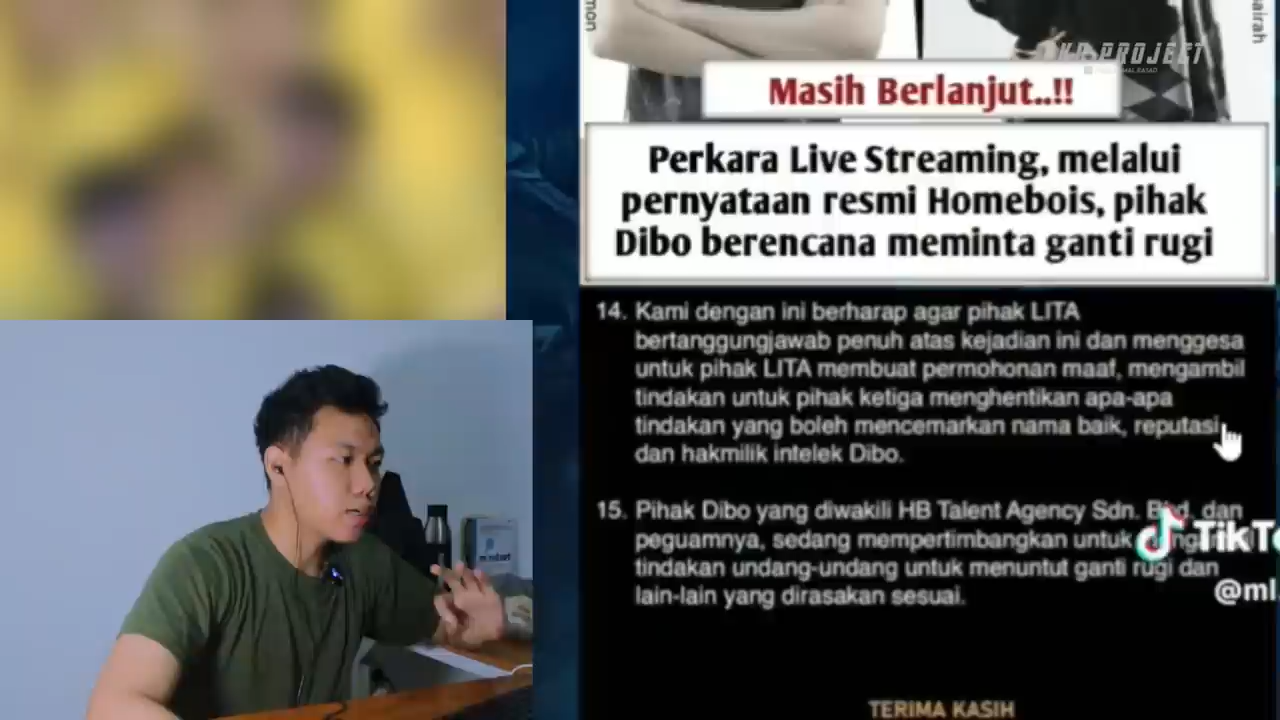 KP PROJECT
Masih Berlanjut..!!
Perkara Live Streaming, melalui
pernyataan resmi Homebois, pihak
Dibo berencana meminta ganti rugi
14. Kami dengan ini berharap agar pihak LITA
bertanggungjawab penuh atas kejadian ini dan menggesa
untuk pihak LITA membuat permohonan maaf, mengambil
tindakan untuk pihak ketiga menghentikan apa-apa
tindakan yang boleh mencemarkan nama baik, reputasi
dan hakmilik intelek Dibo.
15. Pihak Dibo yang diwakili HB Talent Agency Sdn. Bhd. dan
peguamnya, sedang mempertimbangkan untuk
tindakan undang-undang untuk menuntut ganti rugi dan
lain-lain yang dirasakan sesuai.
TikTo
@ml
TERIMA KASIH